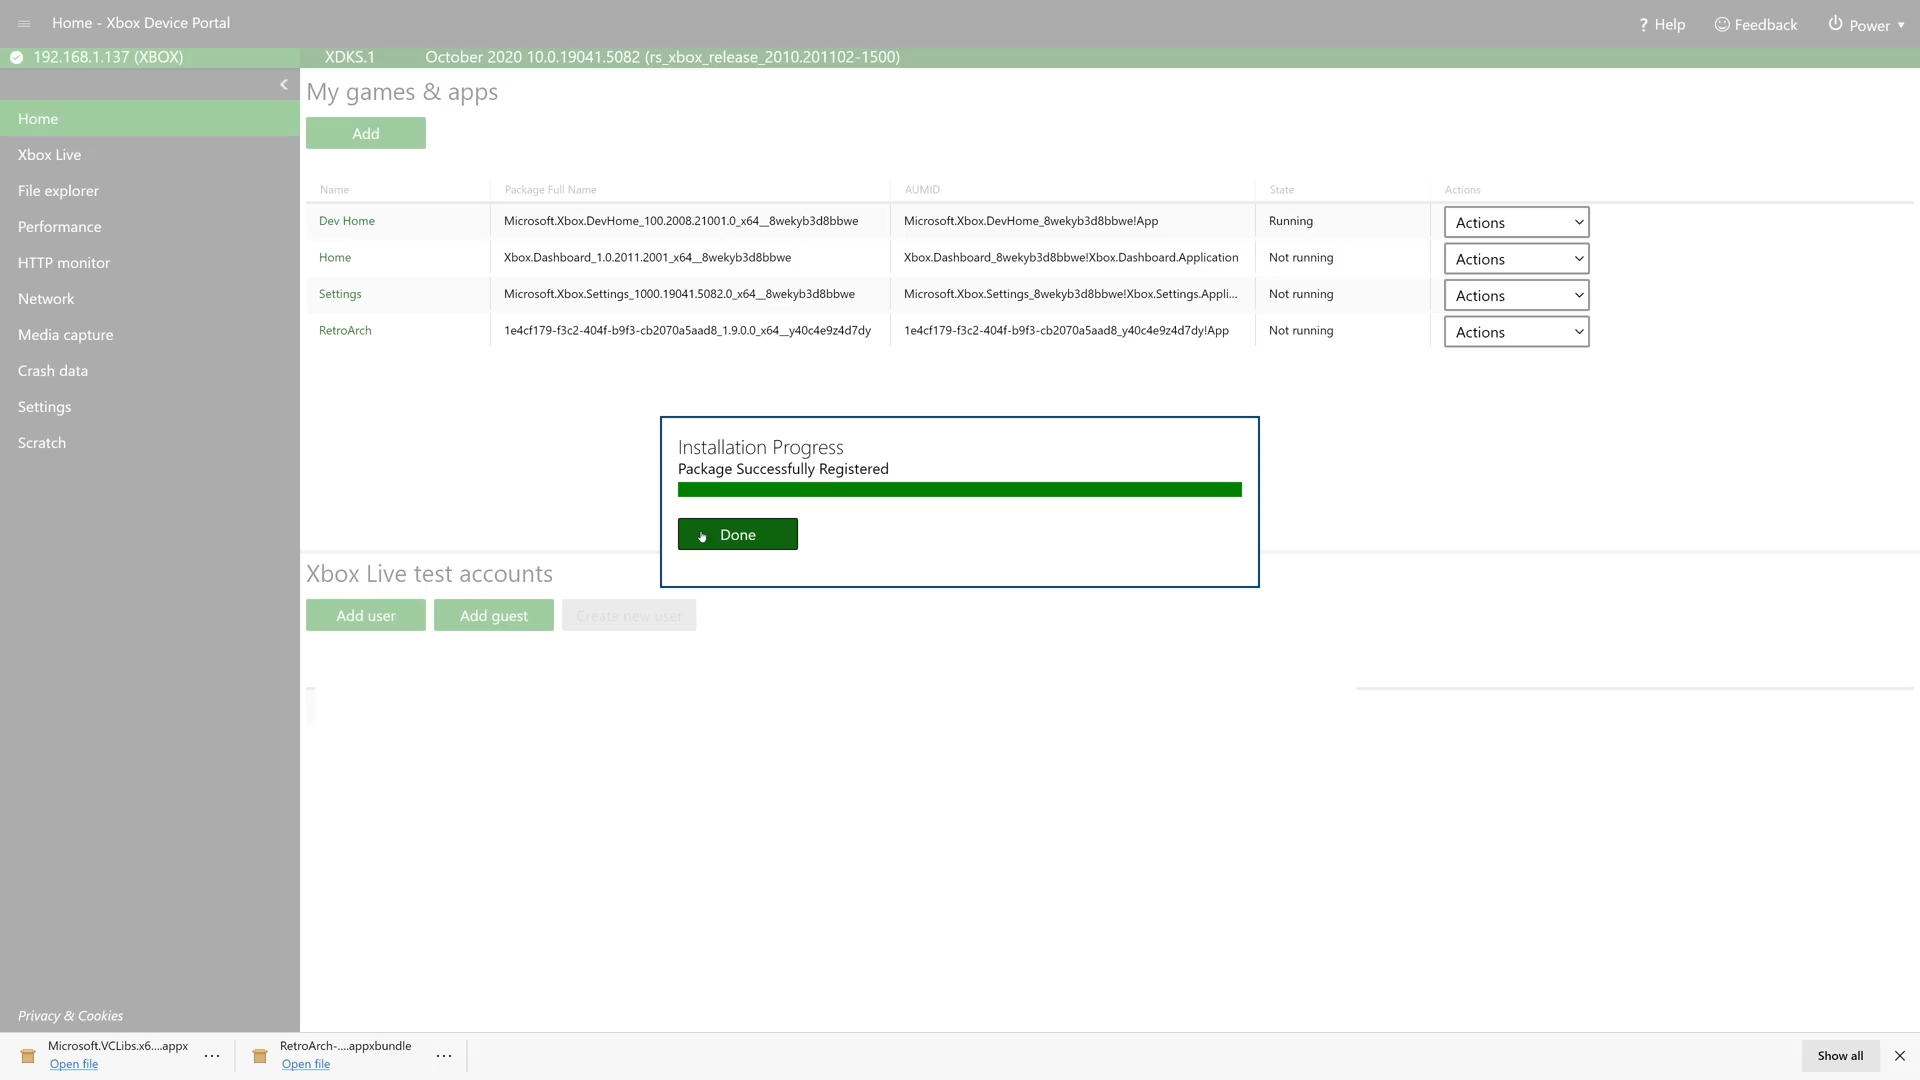 Home - Xbox Device Portal
? Help
Feedback
Power
192.168.1.137 (XBOX)
XDKS.1
October 2020 10.0.19041.5082 (rs_xbox_release_2010.201102-1500)
Home
Xbox Live
File explorer
Performance
HTTP monitor
Network
Media capture
Crash data
Settings
Scratch
Privacy & Cookies
My games & apps
Add
Name Package Full Name AUMID State Actions
Dev Home Microsoft.Xbox.DevHome_100.2008.21001.0_x64__8wekyb3d8bbwe Microsoft.Xbox.DevHome_8wekyb3d8bbwe!App Running Actions
Home Xbox.Dashboard_1.0.2011.2001_x64__8wekyb3d8bbwe Xbox.Dashboard_8wekyb3d8bbwe!Xbox.Dashboard.Application Not running Actions
Settings Microsoft.Xbox.Settings_1000.19041.5082.0_x64__8wekyb3d8bbwe Microsoft.Xbox.Settings_8wekyb3d8bbwe!Xbox.Settings.Appli... Not running Actions
RetroArch 1e4cf179-f3c2-404f-b9f3-cb2070a5aad8_1.9.0.0_x64__y40c4e9z4d7dy 1e4cf179-f3c2-404f-b9f3-cb2070a5aad8_y40c4e9z4d7dy!App Not running Actions
Installation Progress
Package Successfully Registered
Done
Xbox Live test accounts
Add user
Add guest
Create new user
Microsoft.VCLibs.x6....appx
Open file
RetroArch-....appxbundle
Open file
Show all